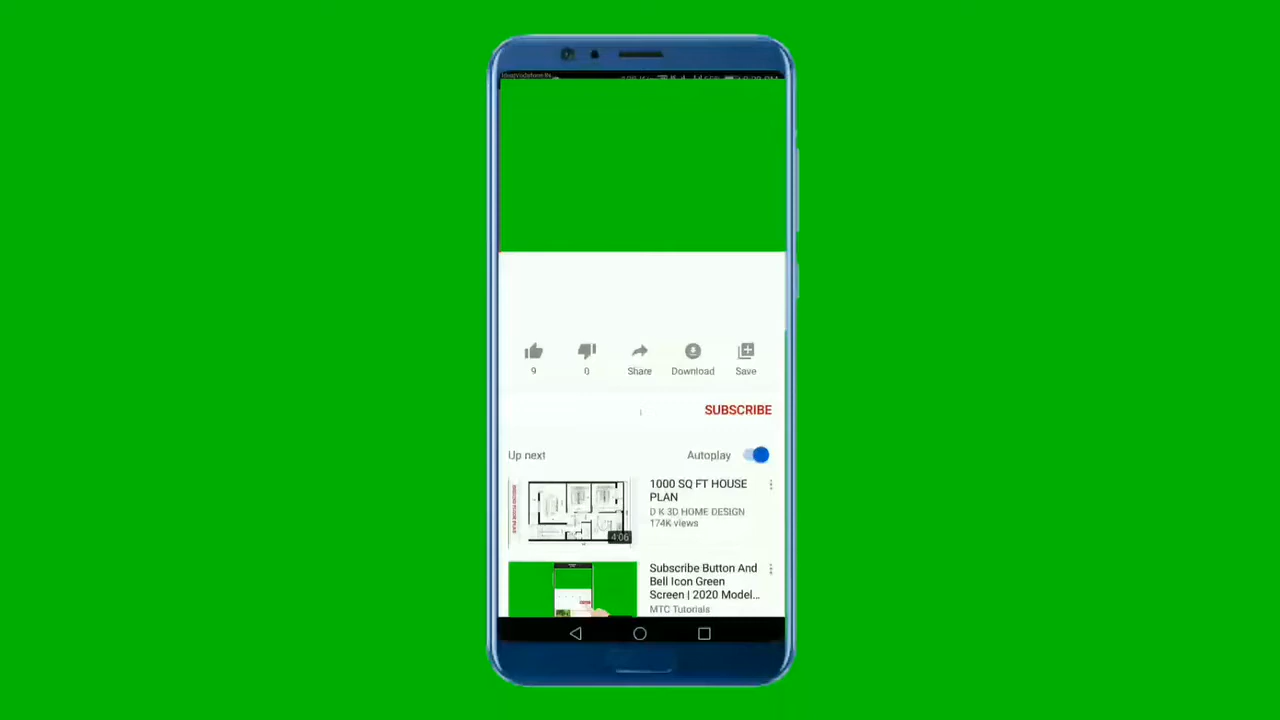 9
0
Share
Download
Save
SUBSCRIBE
Up next
Autoplay
1000 SQ FT HOUSE
PLAN
D K 3D HOME DESIGN
174K views
4:06
Subscribe Button And
Bell Icon Green
Screen | 2020 Model...
MTC Tutorials